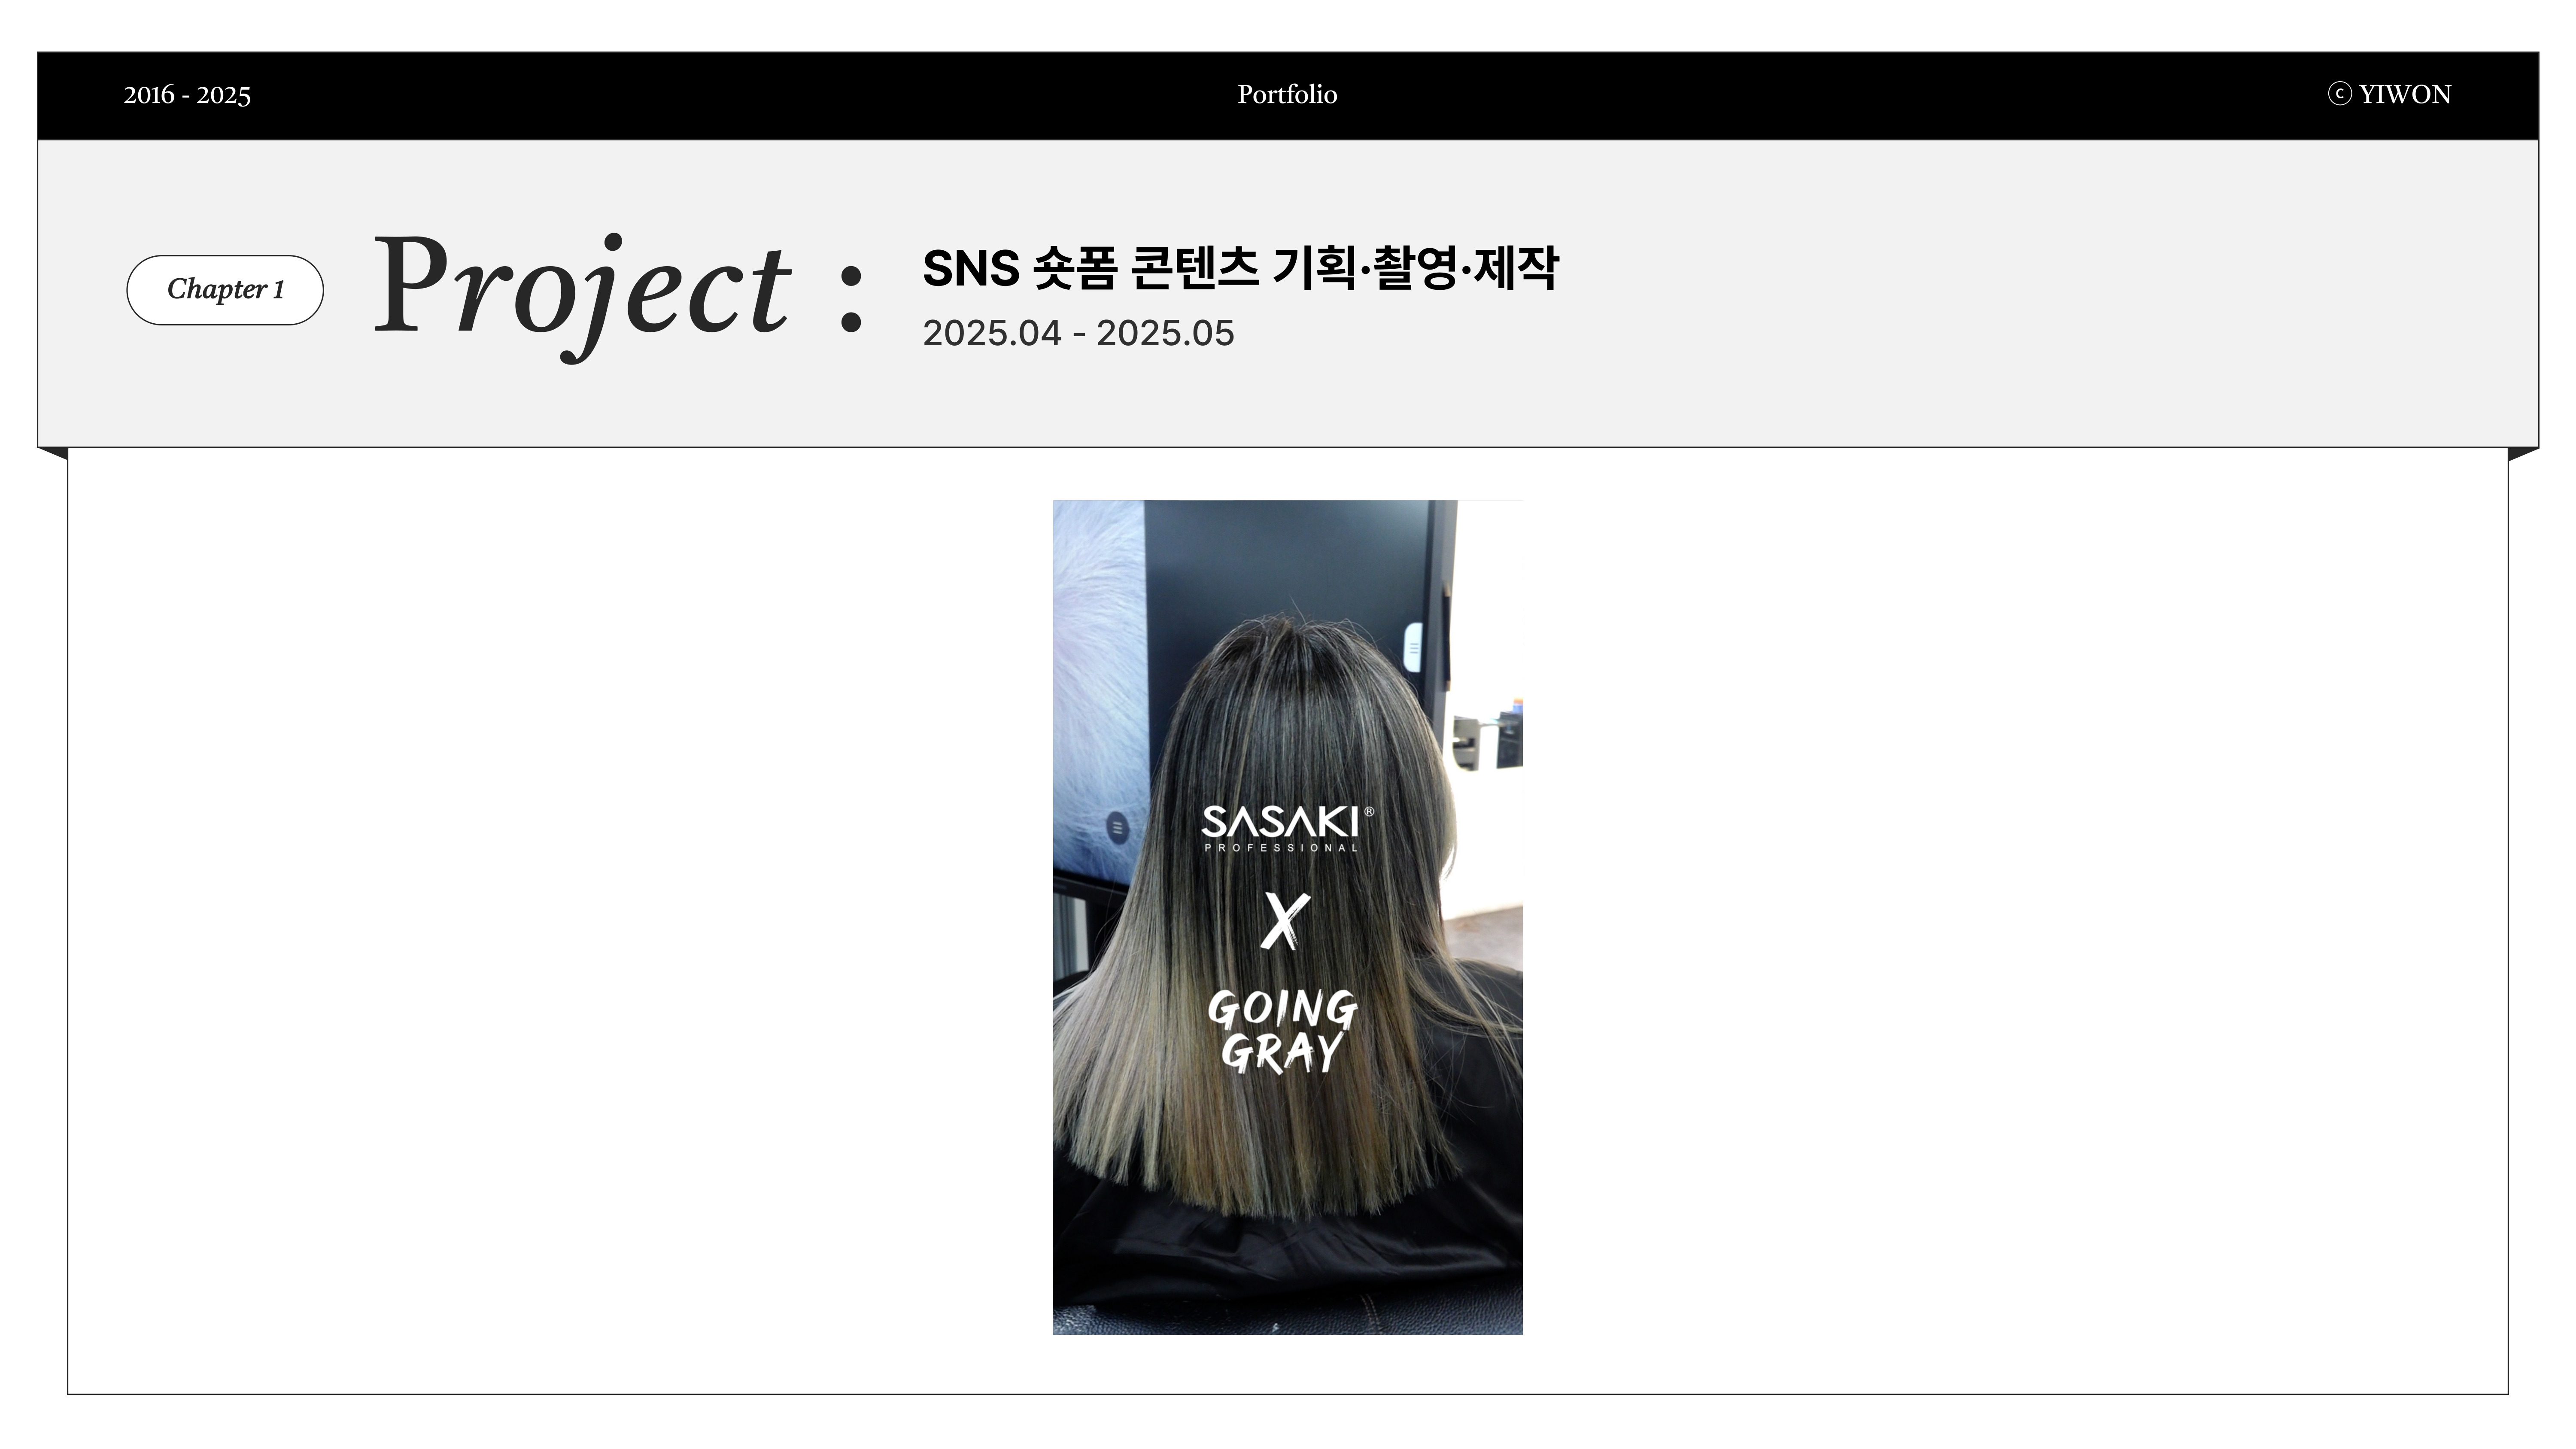 2016 - 2025
Portfolio
ⓒ YIWON
Chapter 1
Project :
SNS 숏폼 콘텐츠 기획·촬영·제작
2025.04 - 2025.05
SASAKI®
PROFESSIONAL
X
GOING
GRAY